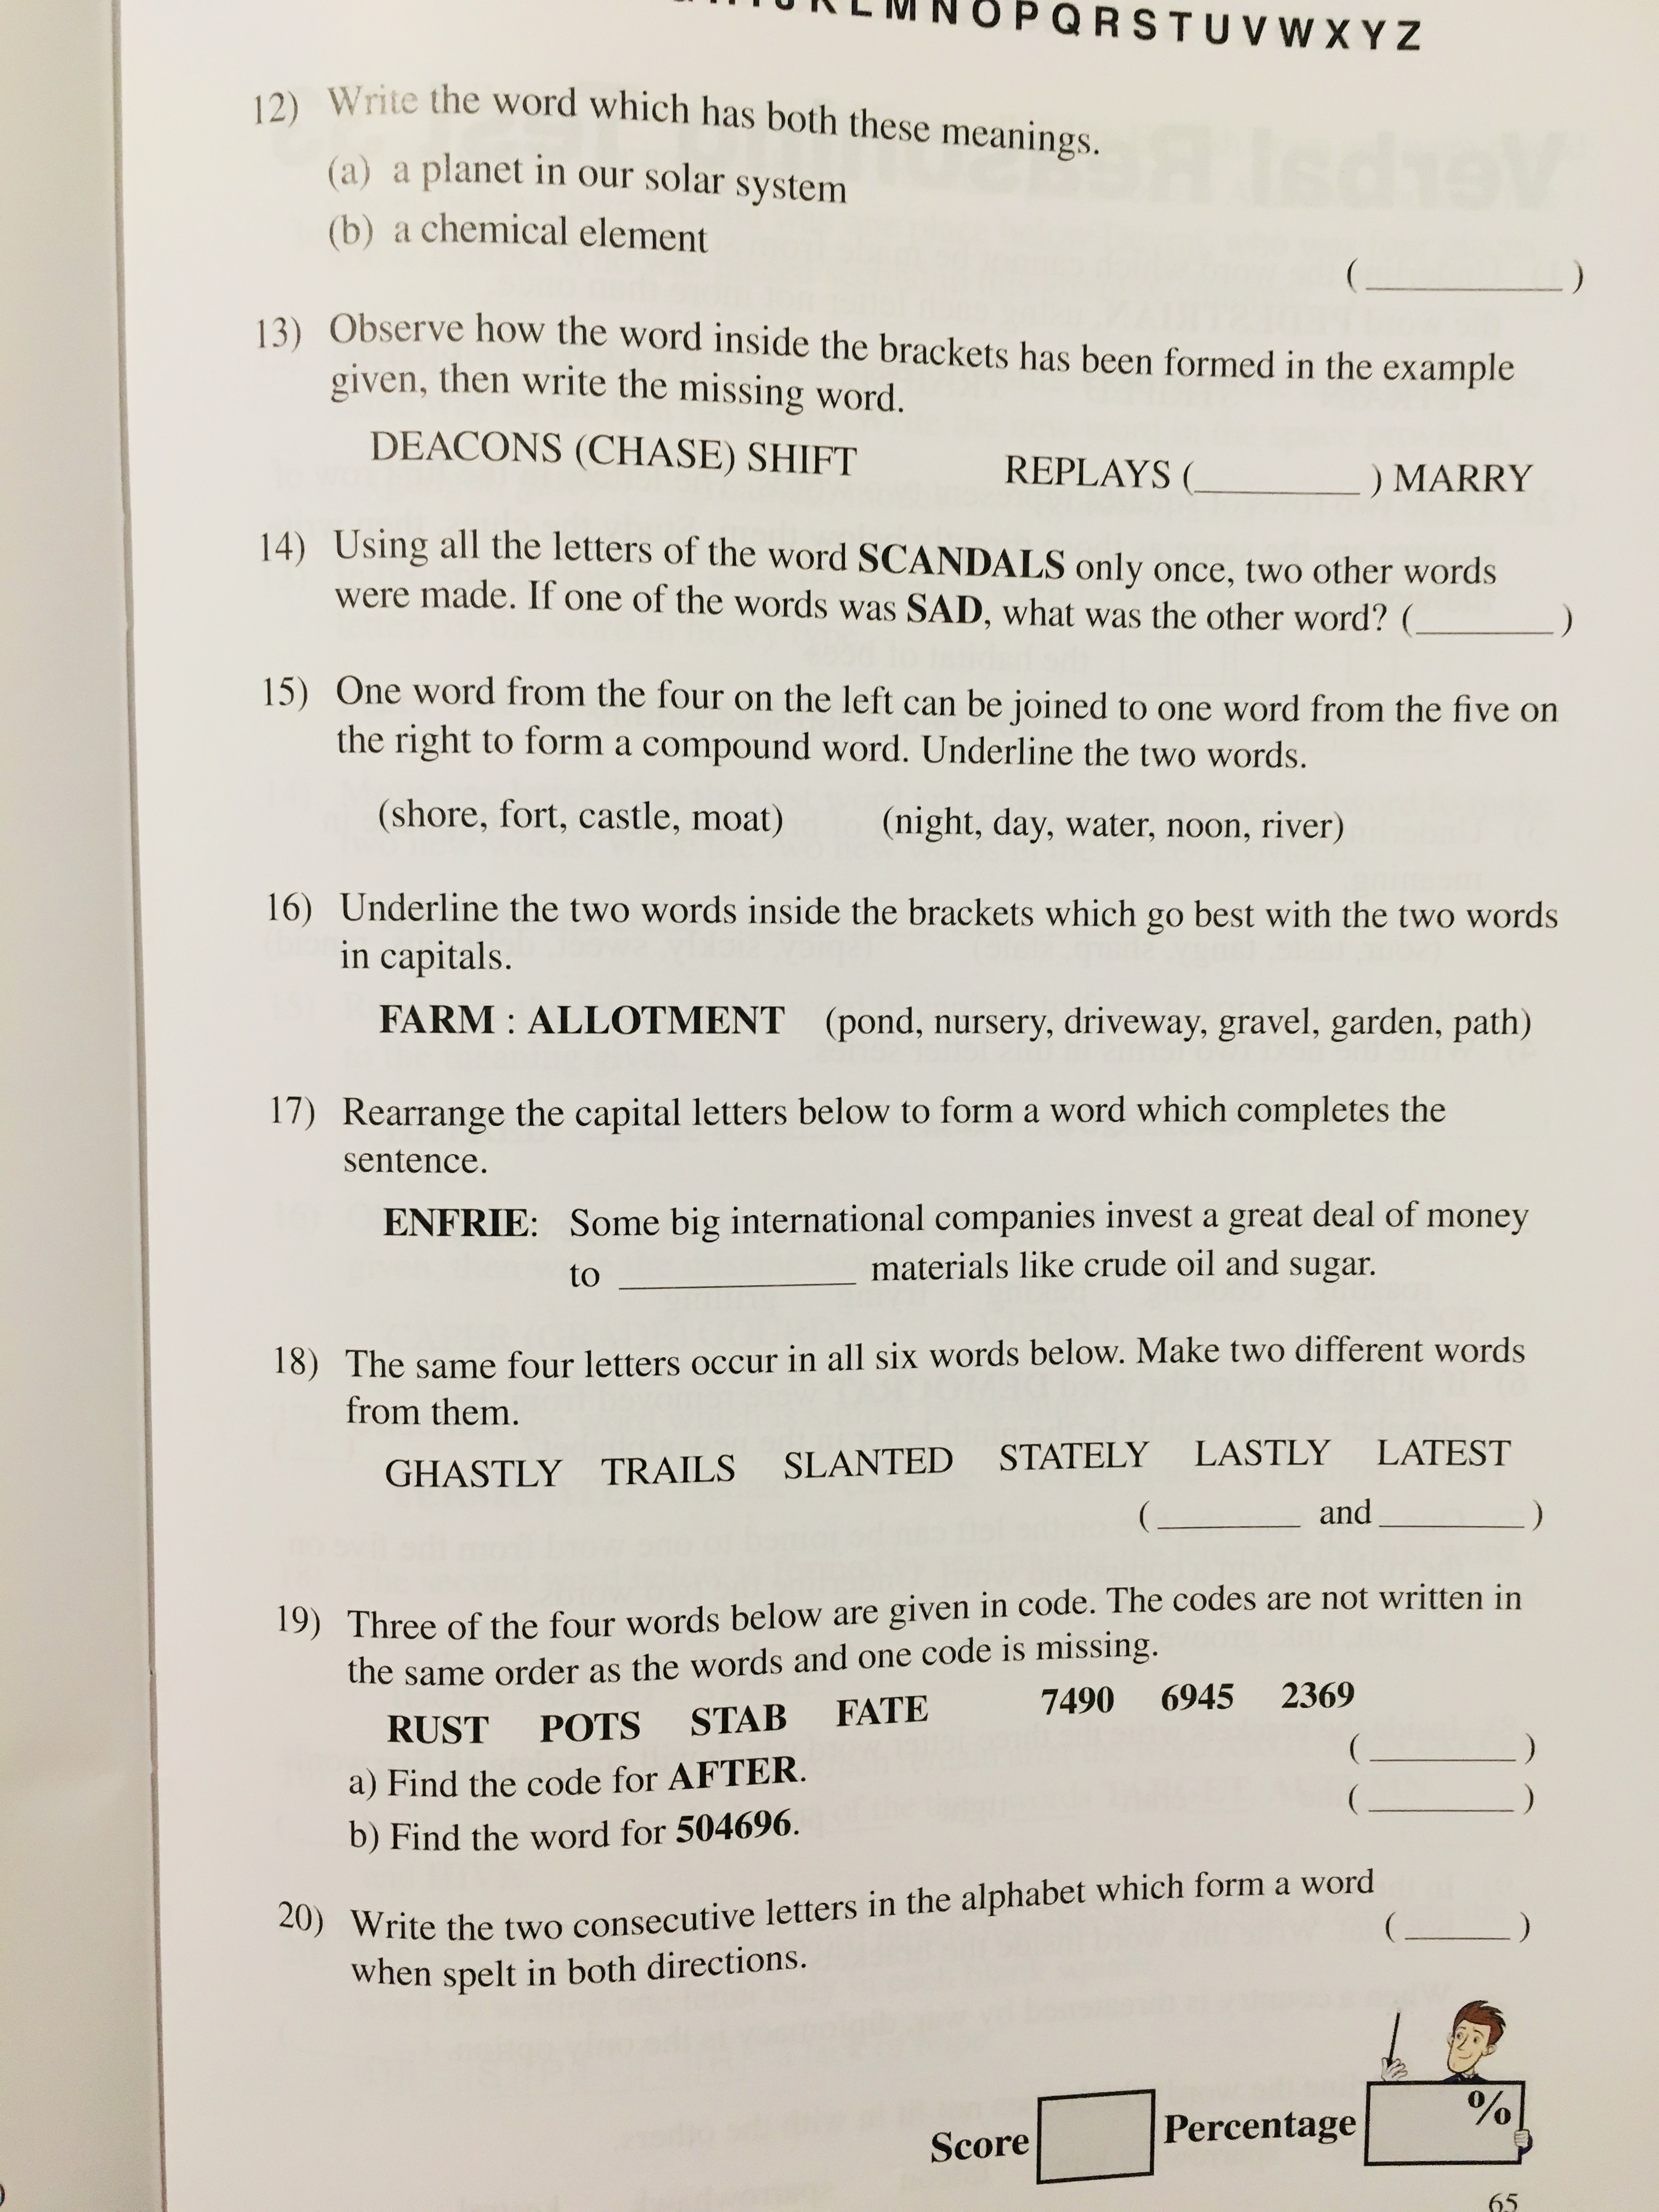 J K L M N O P Q R S T U V W X Y Z
12) Write the word which has both these meanings.
(a) a planet in our solar system
(b) a chemical element
( __________ )
13) Observe how the word inside the brackets has been formed in the example
given, then write the missing word.
DEACONS (CHASE) SHIFT REPLAYS ( __________ ) MARRY
14) Using all the letters of the word SCANDALS only once, two other words
were made. If one of the words was SAD, what was the other word? ( ________ )
15) One word from the four on the left can be joined to one word from the five on
the right to form a compound word. Underline the two words.
(shore, fort, castle, moat) (night, day, water, noon, river)
16) Underline the two words inside the brackets which go best with the two words
in capitals.
FARM : ALLOTMENT (pond, nursery, driveway, gravel, garden, path)
17) Rearrange the capital letters below to form a word which completes the
sentence.
ENFRIE: Some big international companies invest a great deal of money
to ____________ materials like crude oil and sugar.
18) The same four letters occur in all six words below. Make two different words
from them.
GHASTLY TRAILS SLANTED STATELY LASTLY LATEST
( ________ and ________ )
19) Three of the four words below are given in code. The codes are not written in
the same order as the words and one code is missing.
RUST POTS STAB FATE 7490 6945 2369
a) Find the code for AFTER. ( ________ )
b) Find the word for 504696. ( ________ )
20) Write the two consecutive letters in the alphabet which form a word
when spelt in both directions. ( ______ )
Score Percentage %
65